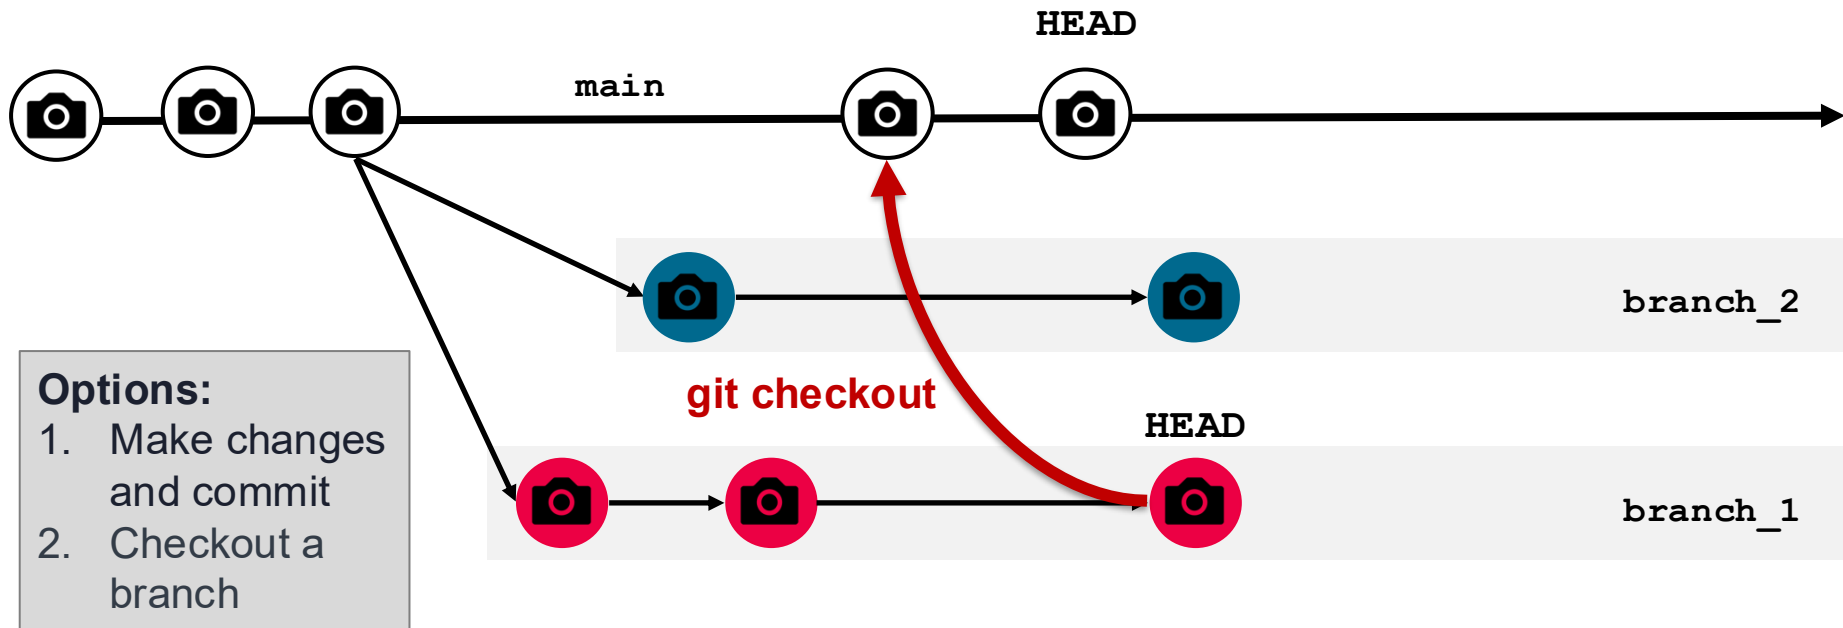 HEAD
main
branch_2
git checkout
HEAD
branch_1
Options:
1. Make changes
and commit
2. Checkout a
branch